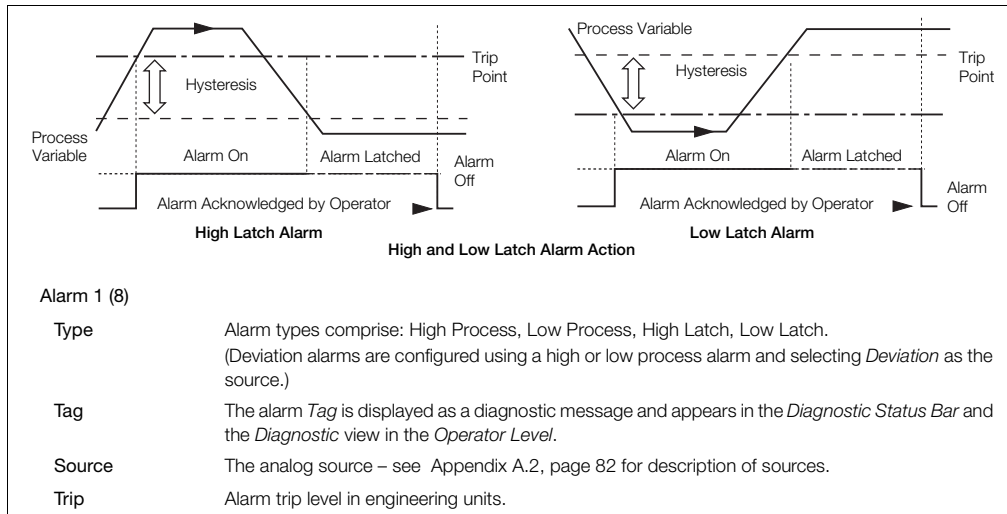 Process Variable
Trip
Point
Hysteresis
Process
Variable
Alarm On
Alarm Latched
Alarm
Off
Alarm Acknowledged by Operator
High Latch Alarm
Trip
Point
Hysteresis
Alarm On
Alarm Latched
Alarm
Off
Alarm Acknowledged by Operator
Low Latch Alarm
High and Low Latch Alarm Action
Alarm 1 (8)
Type Alarm types comprise: High Process, Low Process, High Latch, Low Latch.
(Deviation alarms are configured using a high or low process alarm and selecting Deviation as the
source.)
Tag The alarm Tag is displayed as a diagnostic message and appears in the Diagnostic Status Bar and
the Diagnostic view in the Operator Level.
Source The analog source – see Appendix A.2, page 82 for description of sources.
Trip Alarm trip level in engineering units.